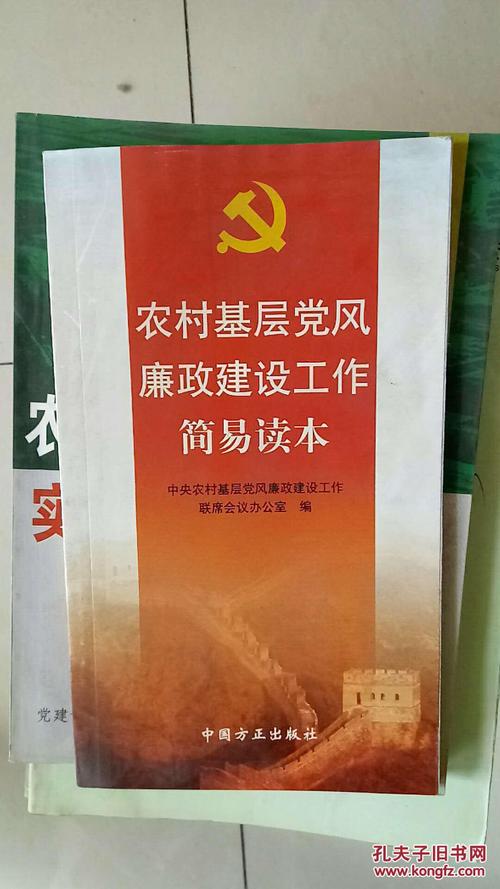 农村基层党风
廉政建设工作
简易读本
中央农村基层党风廉政建设工作
联席会议办公室 编
中国方正出版社
农
实
党建
孔夫子旧书网
www.kongfz.com